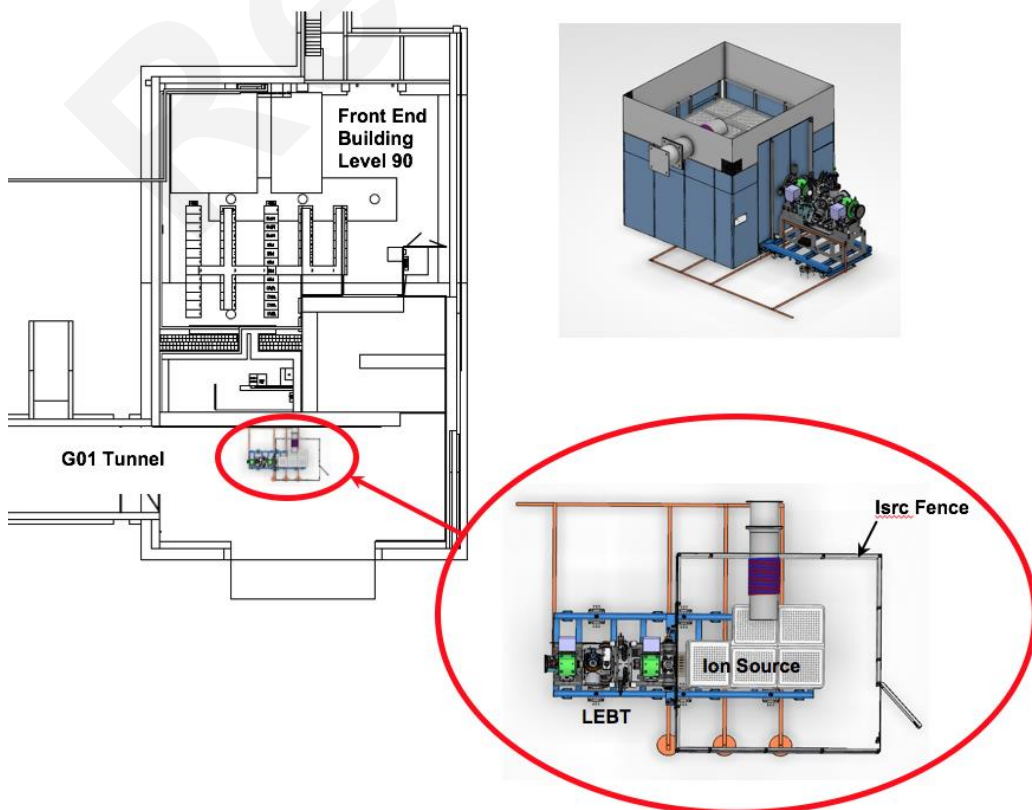 Front End
Building
Level 90
G01 Tunnel
Isrc Fence
Ion Source
LEBT